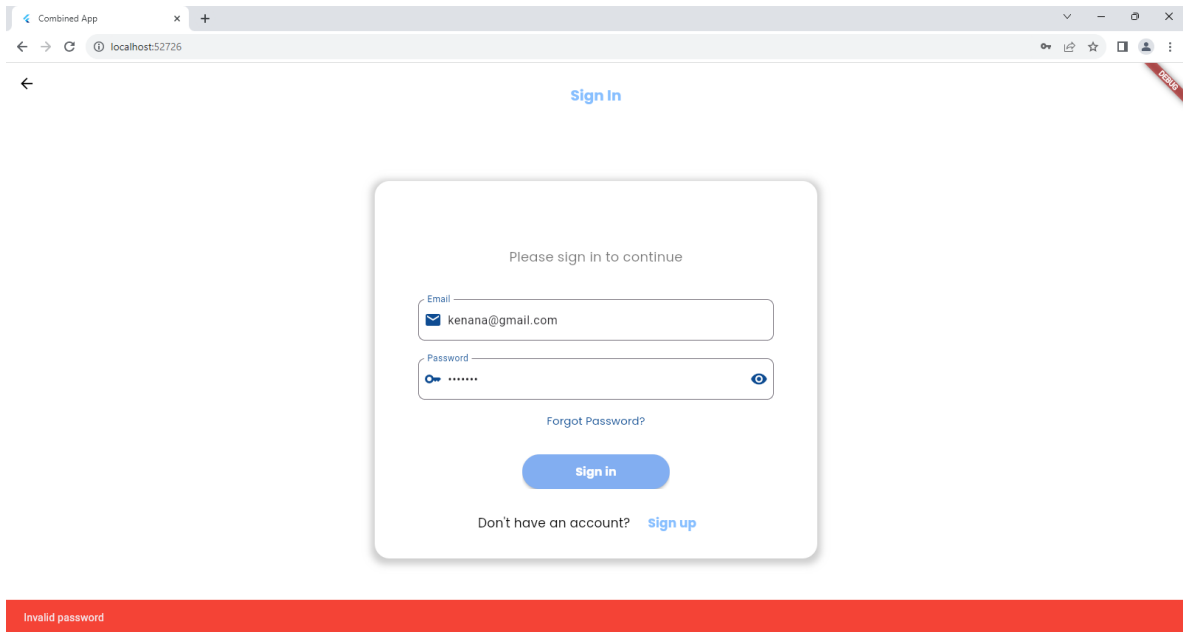 Combined App
localhost:52726
DEBUG
Sign In
Please sign in to continue
Email
kenana@gmail.com
Password
•••••••
Forgot Password?
Sign in
Don't have an account? Sign up
Invalid password